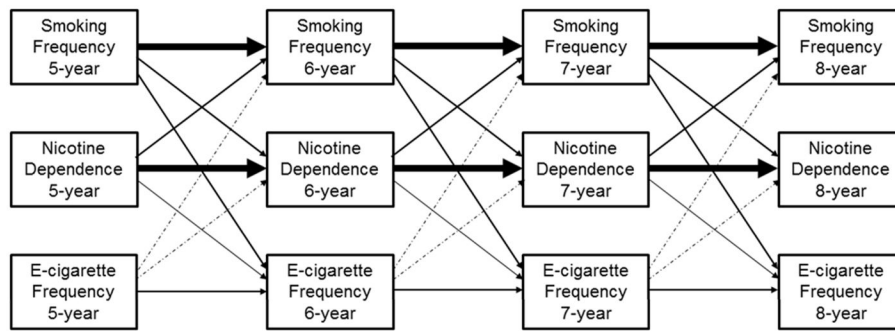 Smoking
Frequency
5-year
Smoking
Frequency
6-year
Smoking
Frequency
7-year
Smoking
Frequency
8-year
Nicotine
Dependence
5-year
Nicotine
Dependence
6-year
Nicotine
Dependence
7-year
Nicotine
Dependence
8-year
E-cigarette
Frequency
5-year
E-cigarette
Frequency
6-year
E-cigarette
Frequency
7-year
E-cigarette
Frequency
8-year